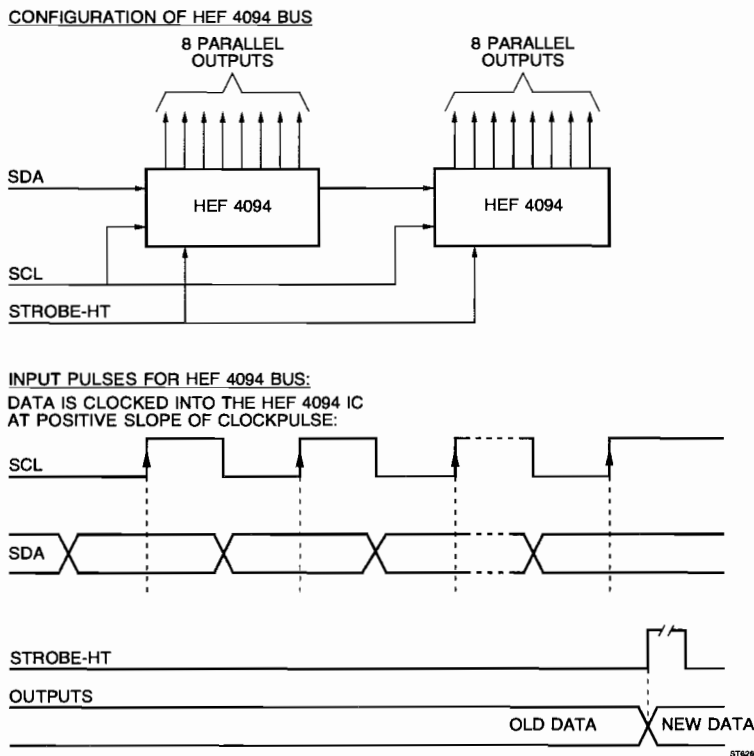 CONFIGURATION OF HEF 4094 BUS
8 PARALLEL
OUTPUTS
8 PARALLEL
OUTPUTS
SDA
HEF 4094
HEF 4094
SCL
STROBE-HT
INPUT PULSES FOR HEF 4094 BUS:
DATA IS CLOCKED INTO THE HEF 4094 IC
AT POSITIVE SLOPE OF CLOCKPULSE:
SCL
SDA
STROBE-HT
OUTPUTS
OLD DATA
NEW DATA